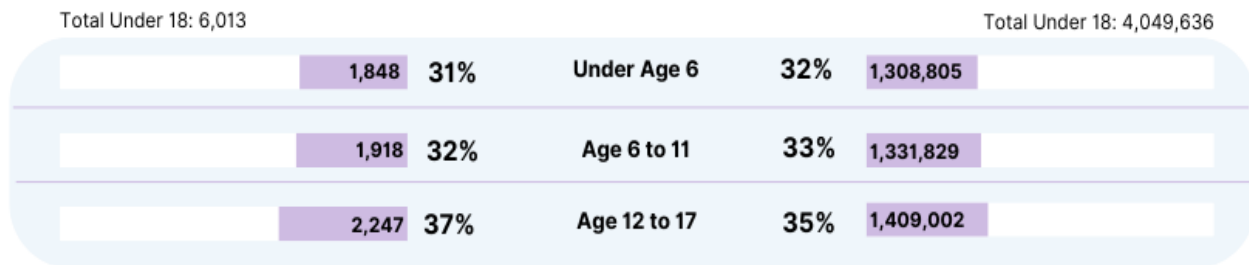 Total Under 18: 6,013 Total Under 18: 4,049,636
1,848 31% Under Age 6 32% 1,308,805
1,918 32% Age 6 to 11 33% 1,331,829
2,247 37% Age 12 to 17 35% 1,409,002